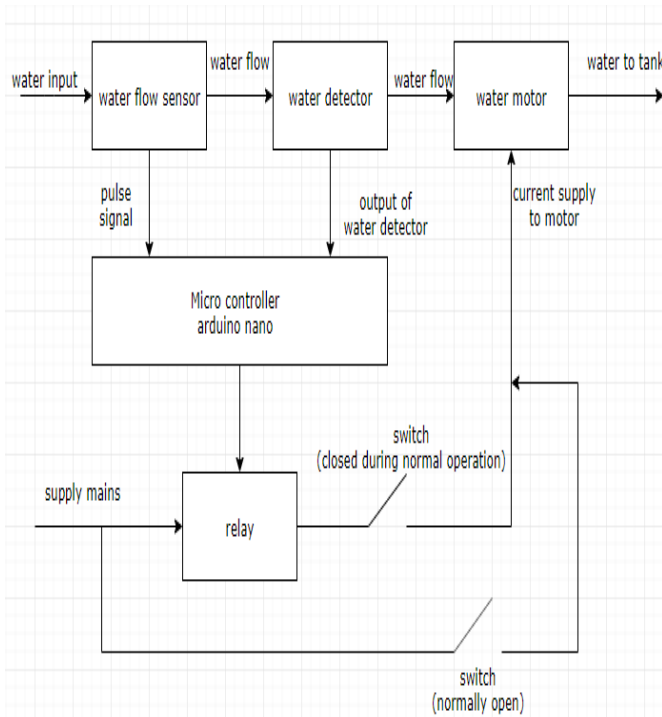 water input
water flow sensor
water flow
water detector
water flow
water motor
water to tank
pulse
signal
output of
water detector
current supply
to motor
Micro controller
arduino nano
switch
(closed during normal operation)
supply mains
relay
switch
(normally open)